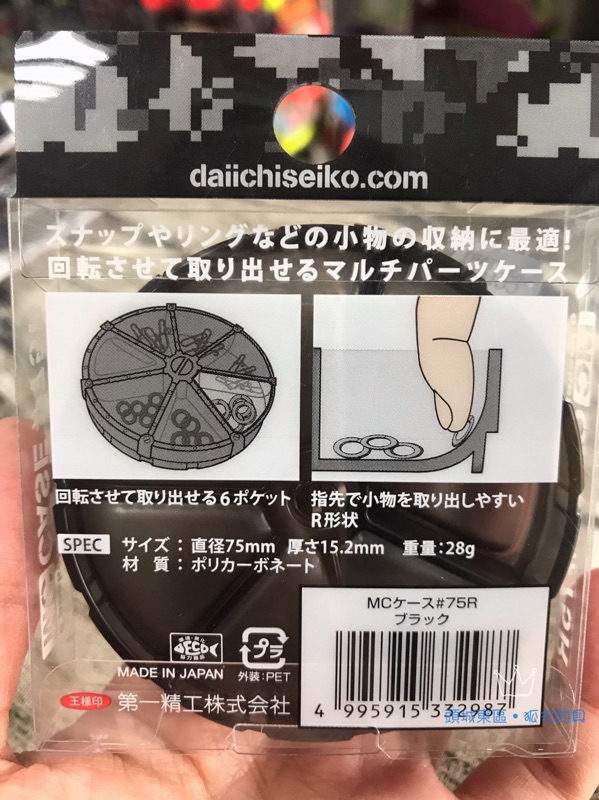 daiichiseiko.com
スナップやリングなどの小物の収納に最適!
回転させて取り出せるマルチパーツケース
回転させて取り出せる6ポケット
指先で小物を取り出しやすい
R形状
SPEC サイズ：直径75mm 厚さ15.2mm 重量：28g
材 質：ポリカーボネート
MCケース#75R
ブラック
プラ
外装:PET
MADE IN JAPAN
王様印 第一精工株式会社
4 995915 332987